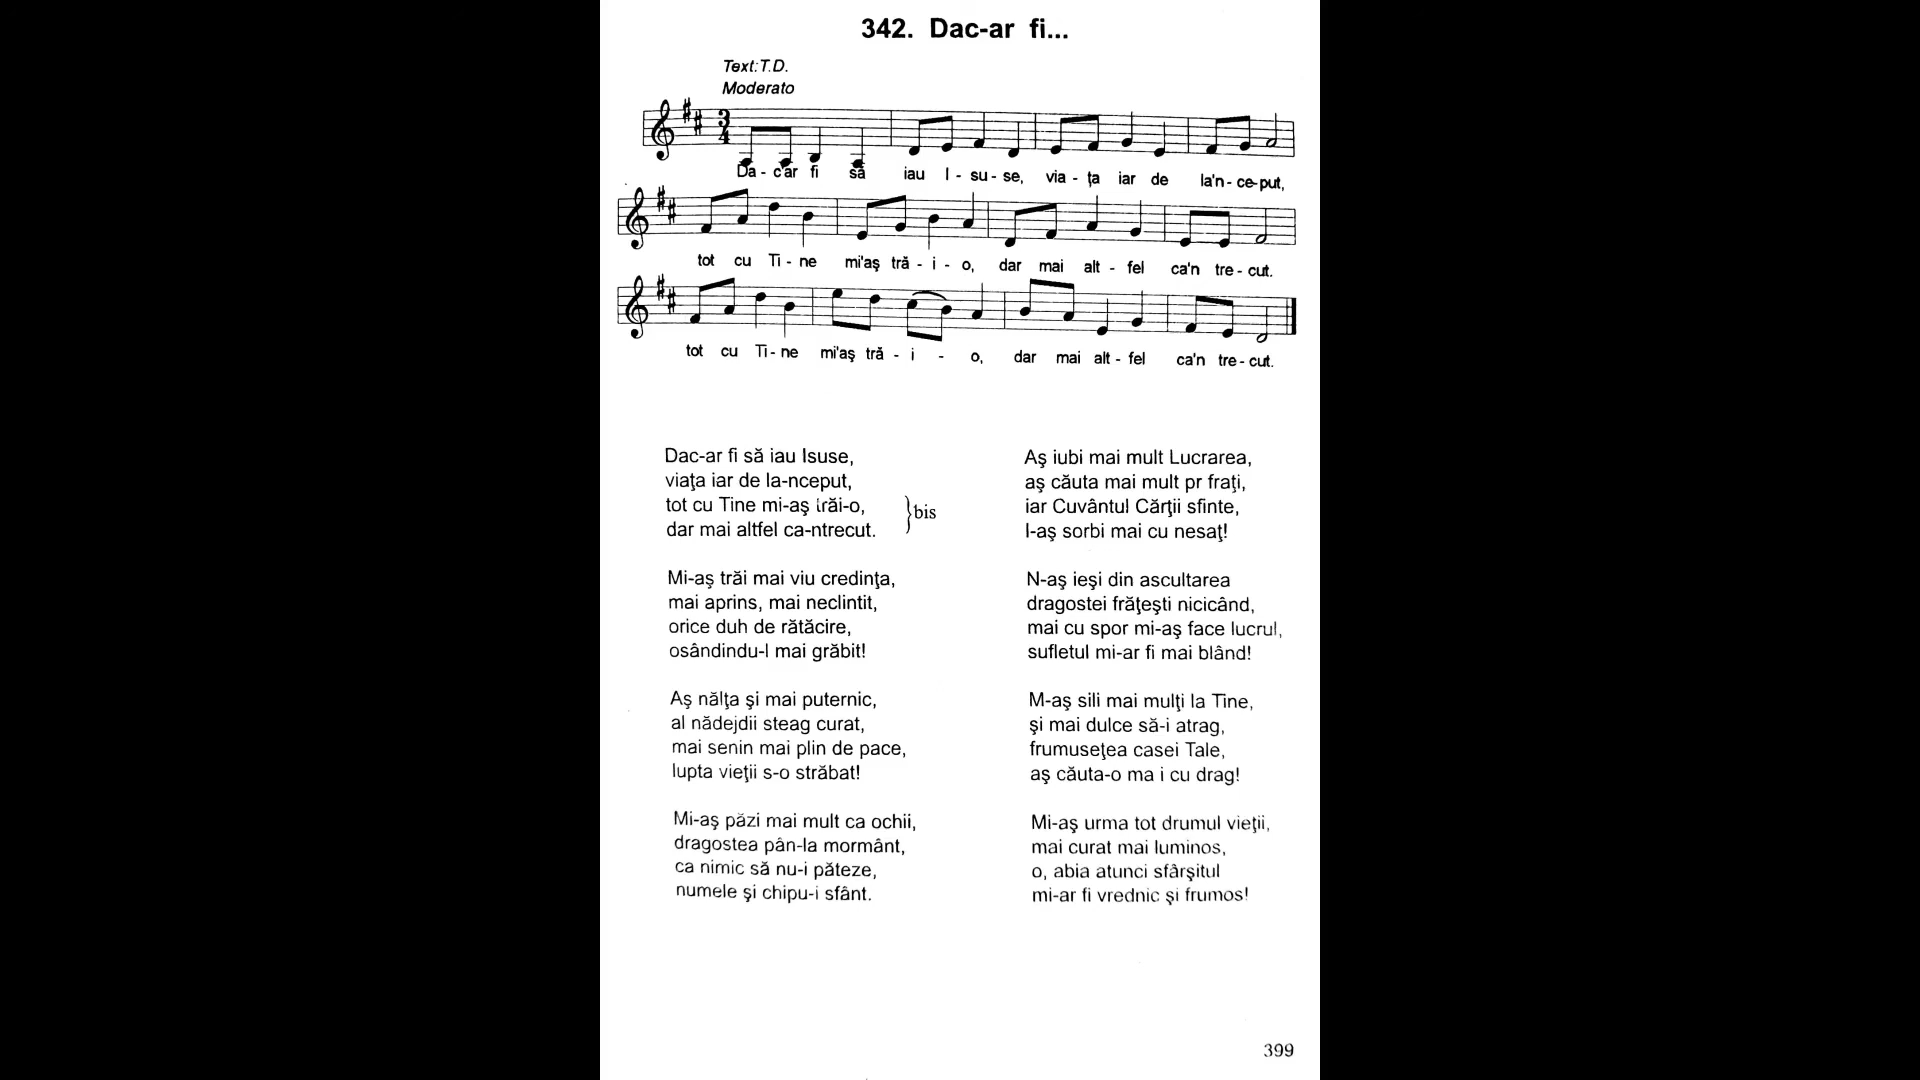 342. Dac-ar fi...
Text:T.D.
Moderato
3
4
Da - c'ar fi să iau I - su - se, via - ţa iar de la'n - ce-put,
tot cu Ti - ne mi'aş tră - i - o, dar mai alt - fel ca'n tre - cut.
tot cu Ti - ne mi'aş tră - i - o, dar mai alt - fel ca'n tre - cut.
Dac-ar fi să iau Isuse,
viaţa iar de la-nceput,
tot cu Tine mi-aş trăi-o,
dar mai altfel ca-ntrecut.
}bis
Mi-aş trăi mai viu credinţa,
mai aprins, mai neclintit,
orice duh de rătăcire,
osândindu-l mai grăbit!
Aş nălţa şi mai puternic,
al nădejdii steag curat,
mai senin mai plin de pace,
lupta vieţii s-o străbat!
Mi-aş păzi mai mult ca ochii,
dragostea pân-la mormânt,
ca nimic să nu-i păteze,
numele şi chipu-i sfânt.
Aş iubi mai mult Lucrarea,
aş căuta mai mult pr fraţi,
iar Cuvântul Cărţii sfinte,
l-aş sorbi mai cu nesaţ!
N-aş ieşi din ascultarea
dragostei frăţeşti nicicând,
mai cu spor mi-aş face lucrul,
sufletul mi-ar fi mai blând!
M-aş sili mai mulţi la Tine,
şi mai dulce să-i atrag,
frumuseţea casei Tale,
aş căuta-o ma i cu drag!
Mi-aş urma tot drumul vieţii,
mai curat mai luminos,
o, abia atunci sfârşitul
mi-ar fi vrednic şi frumos!
399